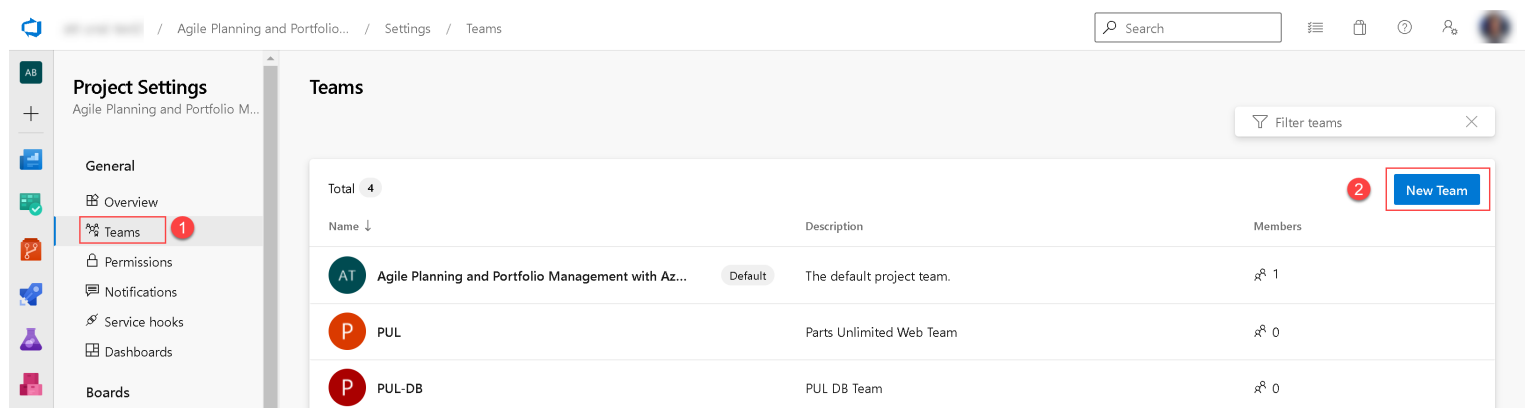 / Agile Planning and Portfolio... / Settings / Teams
Search
AB
Project Settings
Agile Planning and Portfolio M...
General
Overview
Teams
1
Permissions
Notifications
Service hooks
Dashboards
Boards
Teams
Filter teams
Total 4
2
New Team
Name Description Members
AT Agile Planning and Portfolio Management with Az... Default The default project team. 1
P PUL Parts Unlimited Web Team 0
P PUL-DB PUL DB Team 0